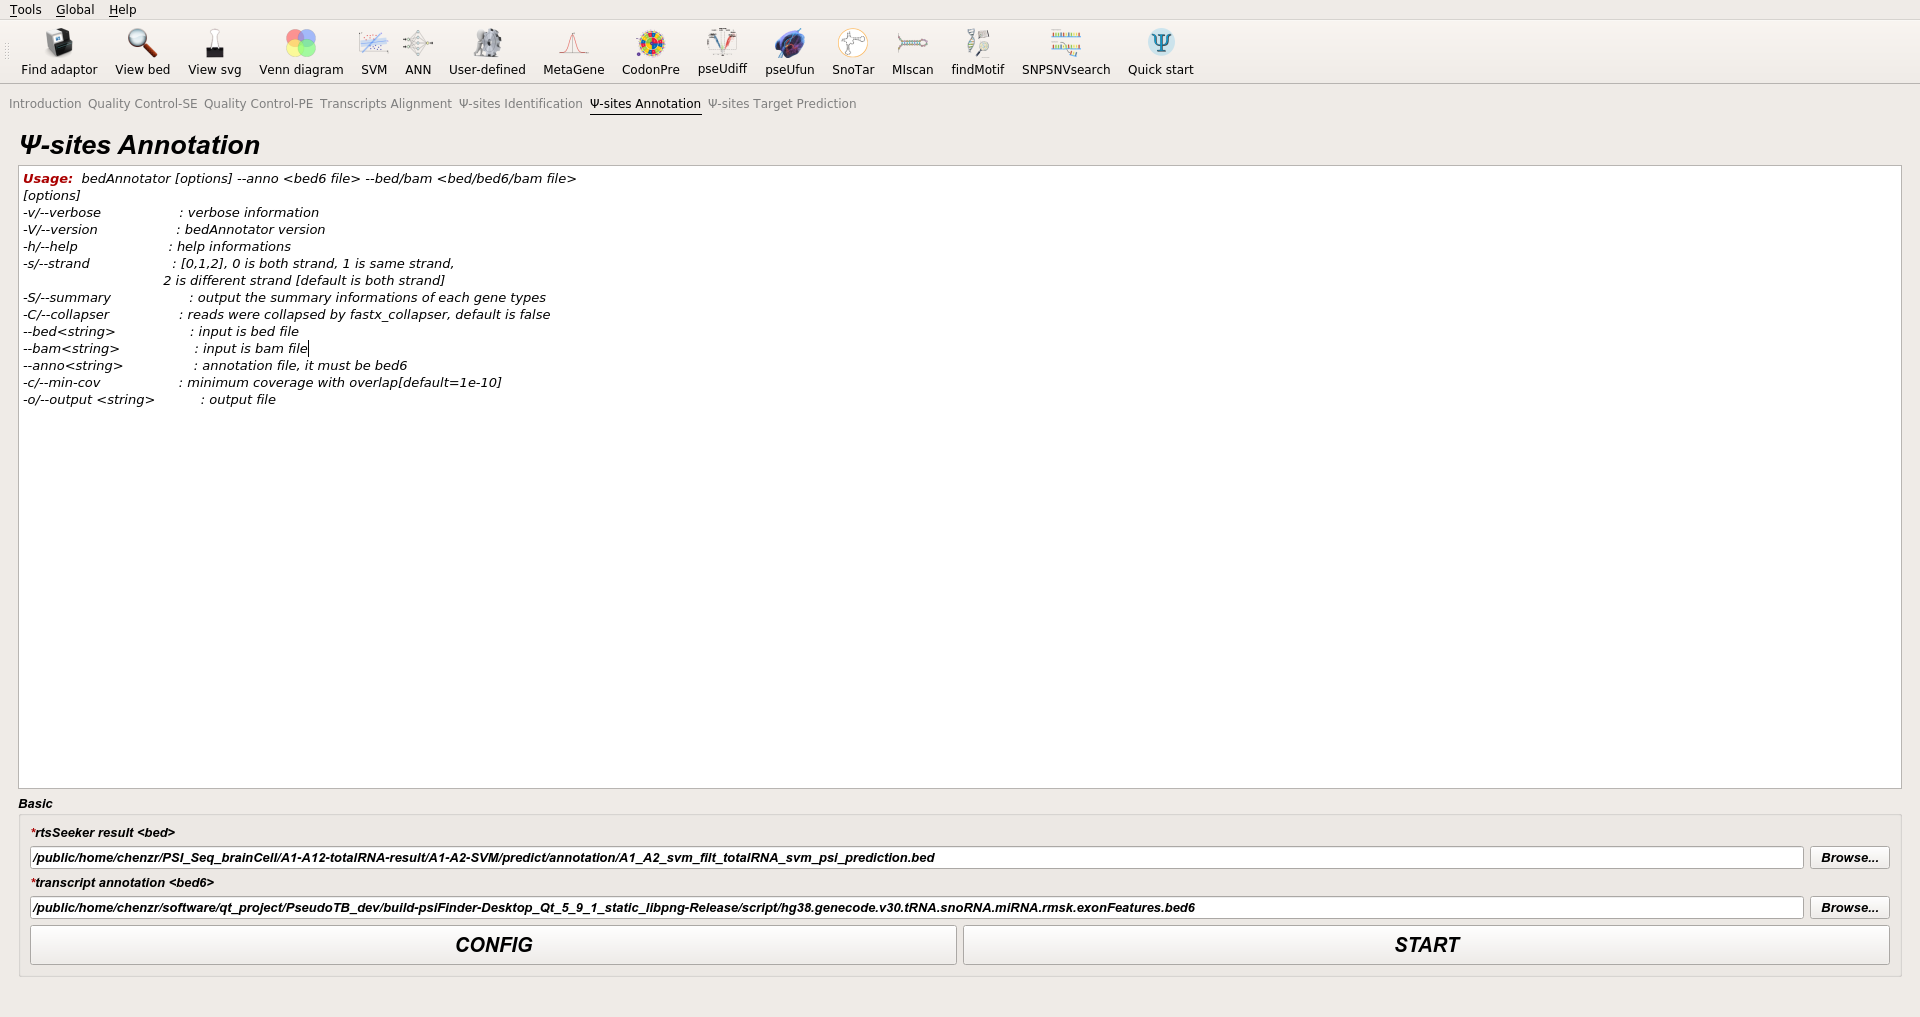 Tools Global Help
Find adaptor View bed View svg Venn diagram SVM ANN User-defined MetaGene CodonPre pseUdiff pseUfun SnoTar MIscan findMotif SNPSNVsearch Quick start
Introduction Quality Control-SE Quality Control-PE Transcripts Alignment Ψ-sites Identification Ψ-sites Annotation Ψ-sites Target Prediction
Ψ-sites Annotation
Usage: bedAnnotator [options] --anno <bed6 file> --bed/bam <bed/bed6/bam file>
[options]
-v/--verbose : verbose information
-V/--version : bedAnnotator version
-h/--help : help informations
-s/--strand : [0,1,2], 0 is both strand, 1 is same strand,
2 is different strand [default is both strand]
-S/--summary : output the summary informations of each gene types
-C/--collapser : reads were collapsed by fastx_collapser, default is false
--bed<string> : input is bed file
--bam<string> : input is bam file
--anno<string> : annotation file, it must be bed6
-c/--min-cov : minimum coverage with overlap[default=1e-10]
-o/--output <string> : output file
Basic
*rtsSeeker result <bed>
/public/home/chenzr/PSI_Seq_brainCell/A1-A12-totalRNA-result/A1-A2-SVM/predict/annotation/A1_A2_svm_filt_totalRNA_svm_psi_prediction.bed Browse...
*transcript annotation <bed6>
/public/home/chenzr/software/qt_project/PseudoTB_dev/build-psiFinder-Desktop_Qt_5_9_1_static_libpng-Release/script/hg38.genecode.v30.tRNA.snoRNA.miRNA.rmsk.exonFeatures.bed6 Browse...
CONFIG START